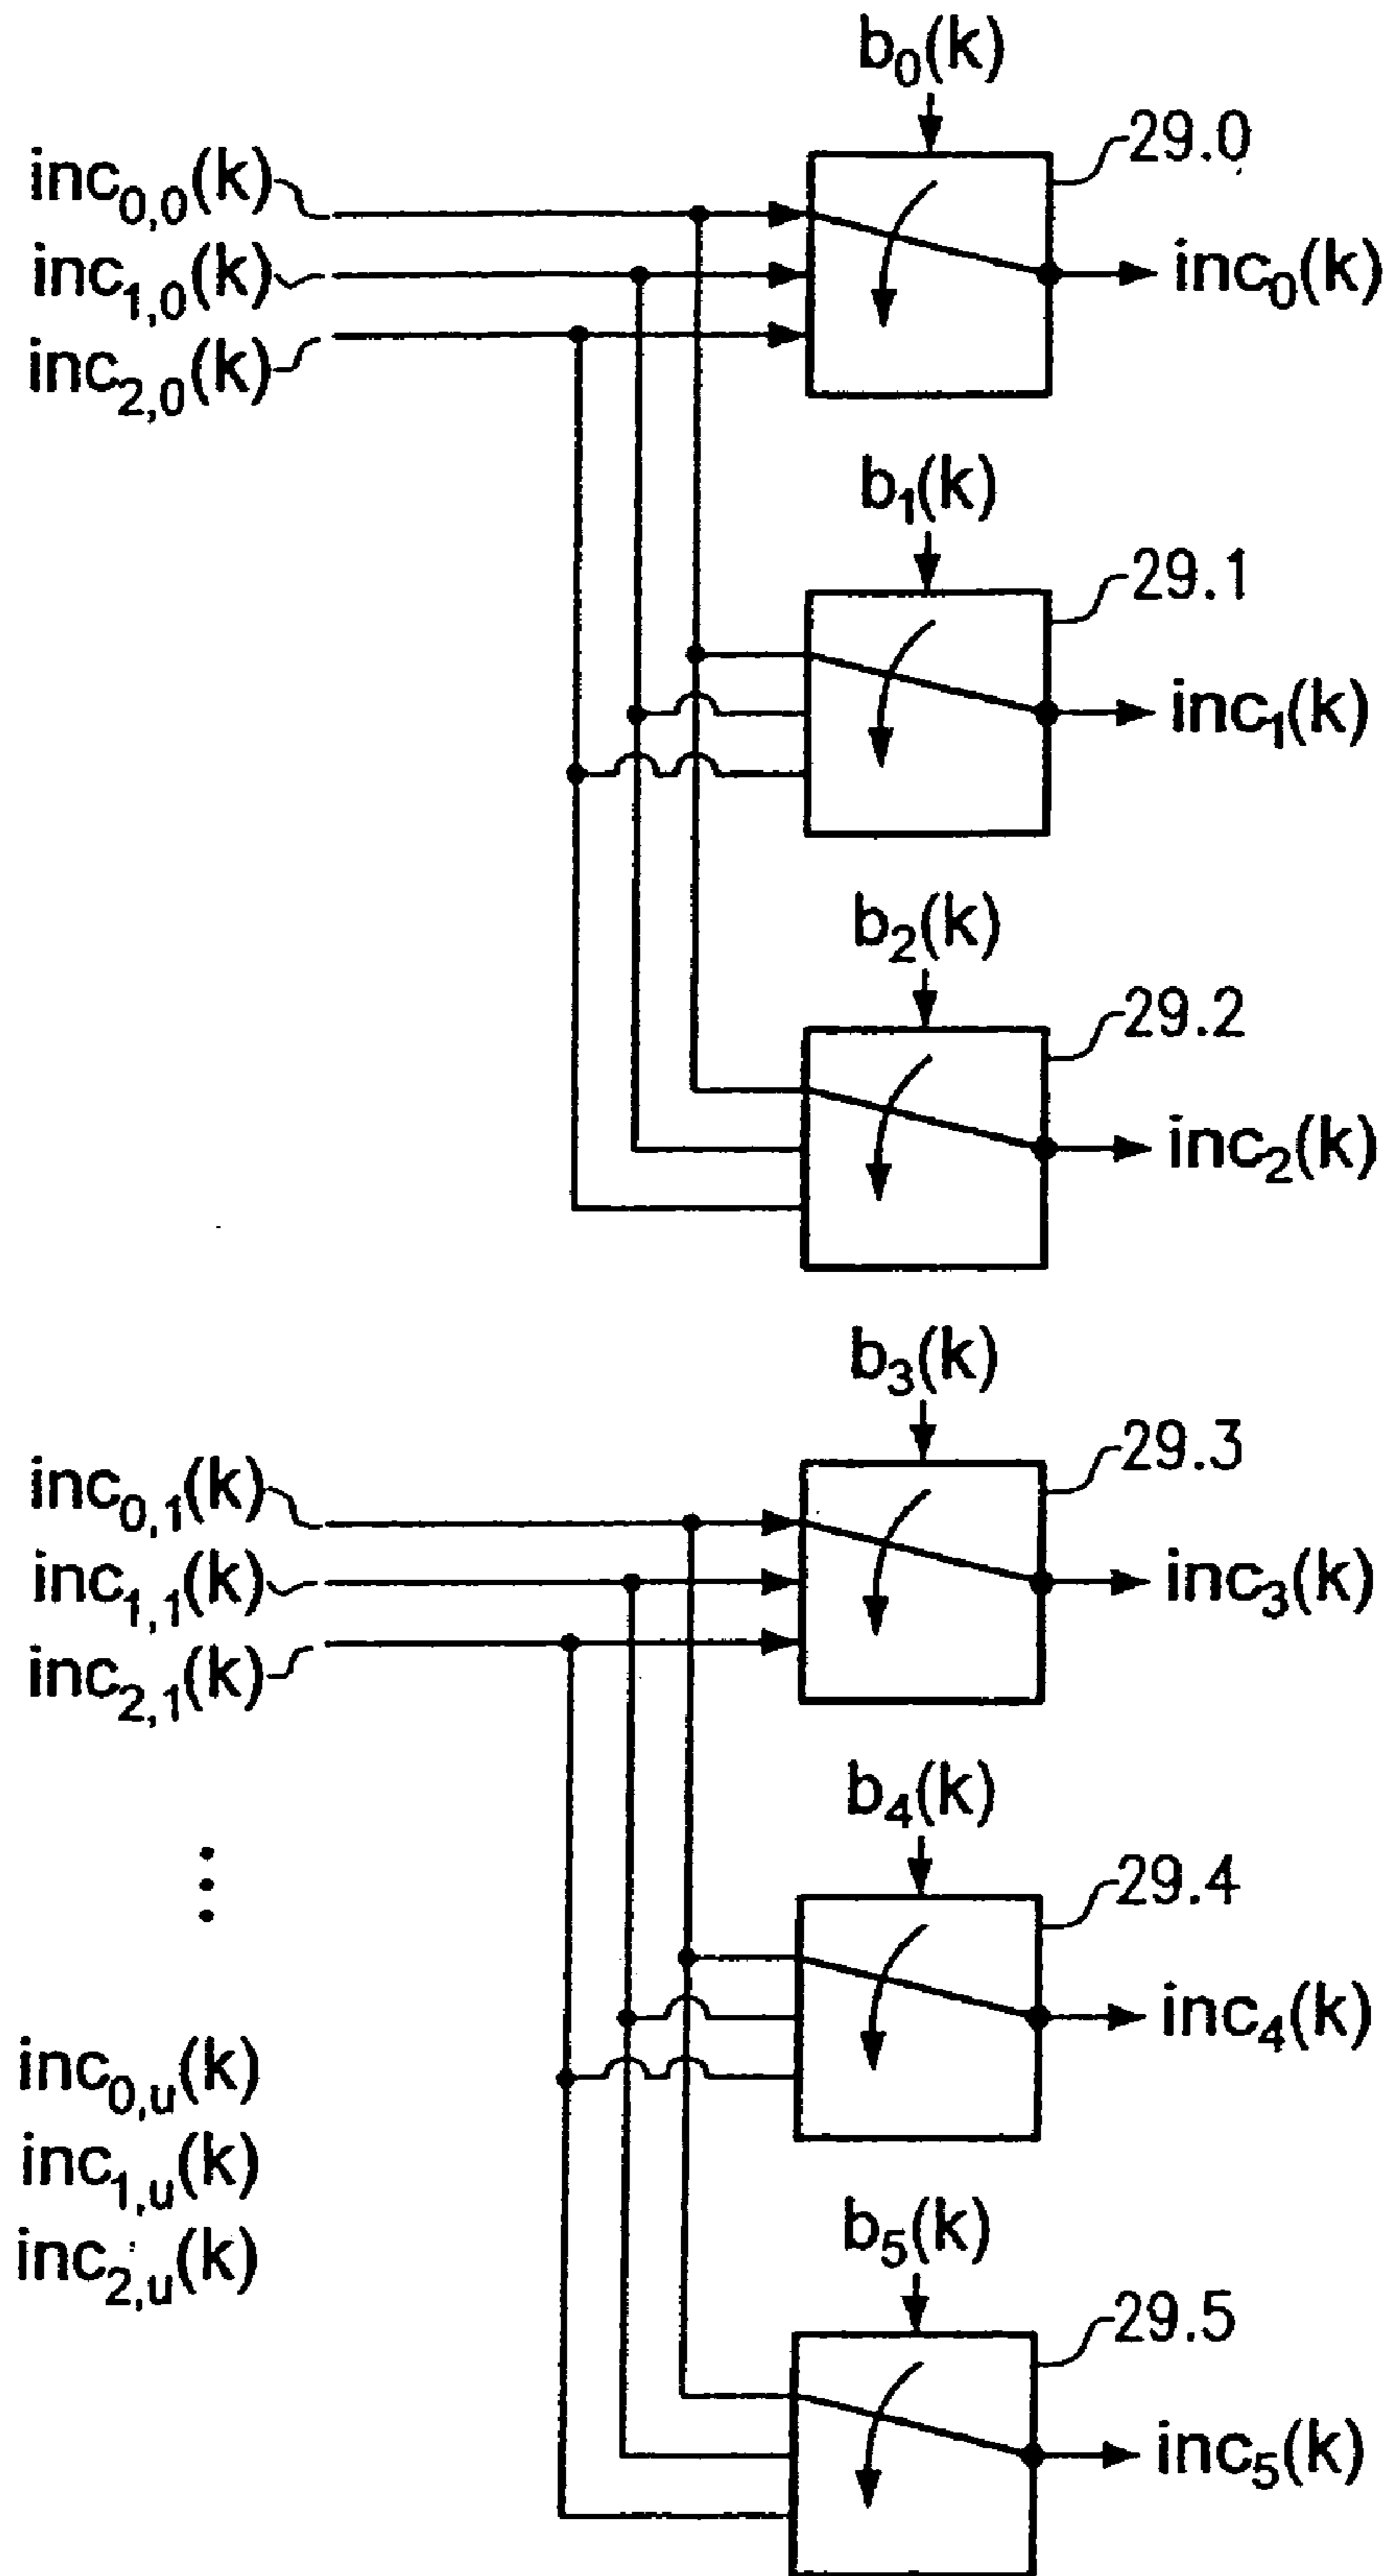 b₀(k)
29.0
inc₀,₀(k)
inc₁,₀(k)
inc₂,₀(k)
inc₀(k)
b₁(k)
29.1
inc₁(k)
b₂(k)
29.2
inc₂(k)
b₃(k)
29.3
inc₀,₁(k)
inc₁,₁(k)
inc₂,₁(k)
inc₃(k)
b₄(k)
29.4
inc₄(k)
inc₀,ᵤ(k)
inc₁,ᵤ(k)
inc₂,ᵤ(k)
b₅(k)
29.5
inc₅(k)